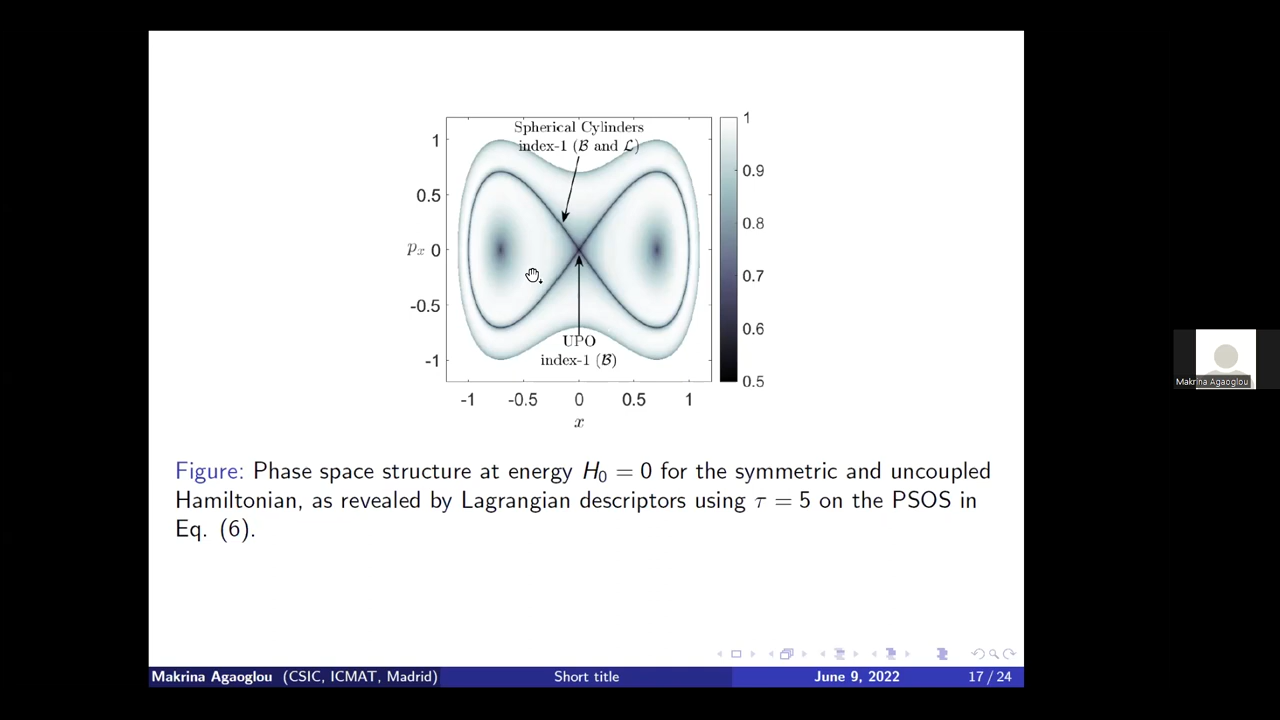 Spherical Cylinders
index-1 (ℬ and ℒ)
1
0.5
p_x 0
-0.5
-1
UPO
index-1 (ℬ)
-1 -0.5 0 0.5 1
x
1
0.9
0.8
0.7
0.6
0.5
Makrina Agaoglou
Figure: Phase space structure at energy H₀ = 0 for the symmetric and uncoupled
Hamiltonian, as revealed by Lagrangian descriptors using τ = 5 on the PSOS in
Eq. (6).
Makrina Agaoglou (CSIC, ICMAT, Madrid) Short title June 9, 2022 17 / 24